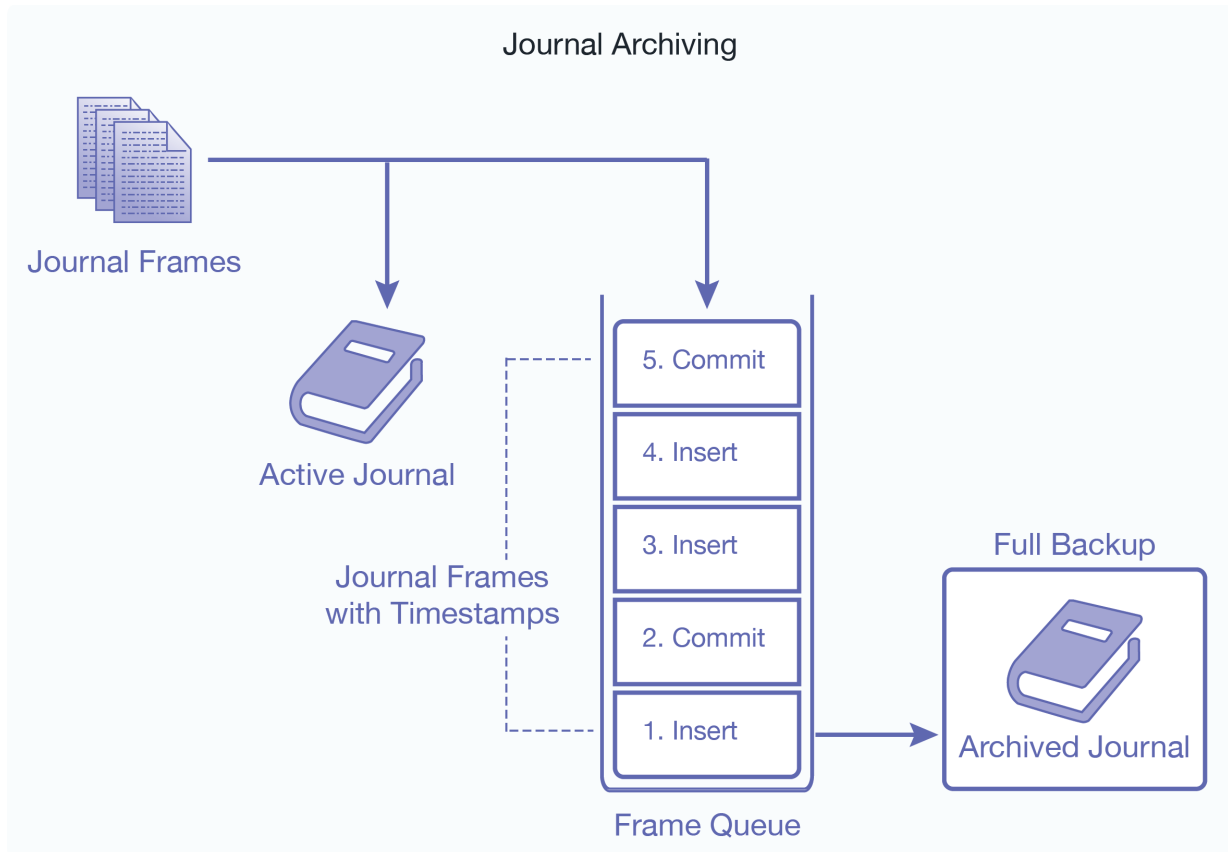 Journal Archiving
Journal Frames
Active Journal
Journal Frames
with Timestamps
5. Commit
4. Insert
3. Insert
2. Commit
1. Insert
Frame Queue
Full Backup
Archived Journal